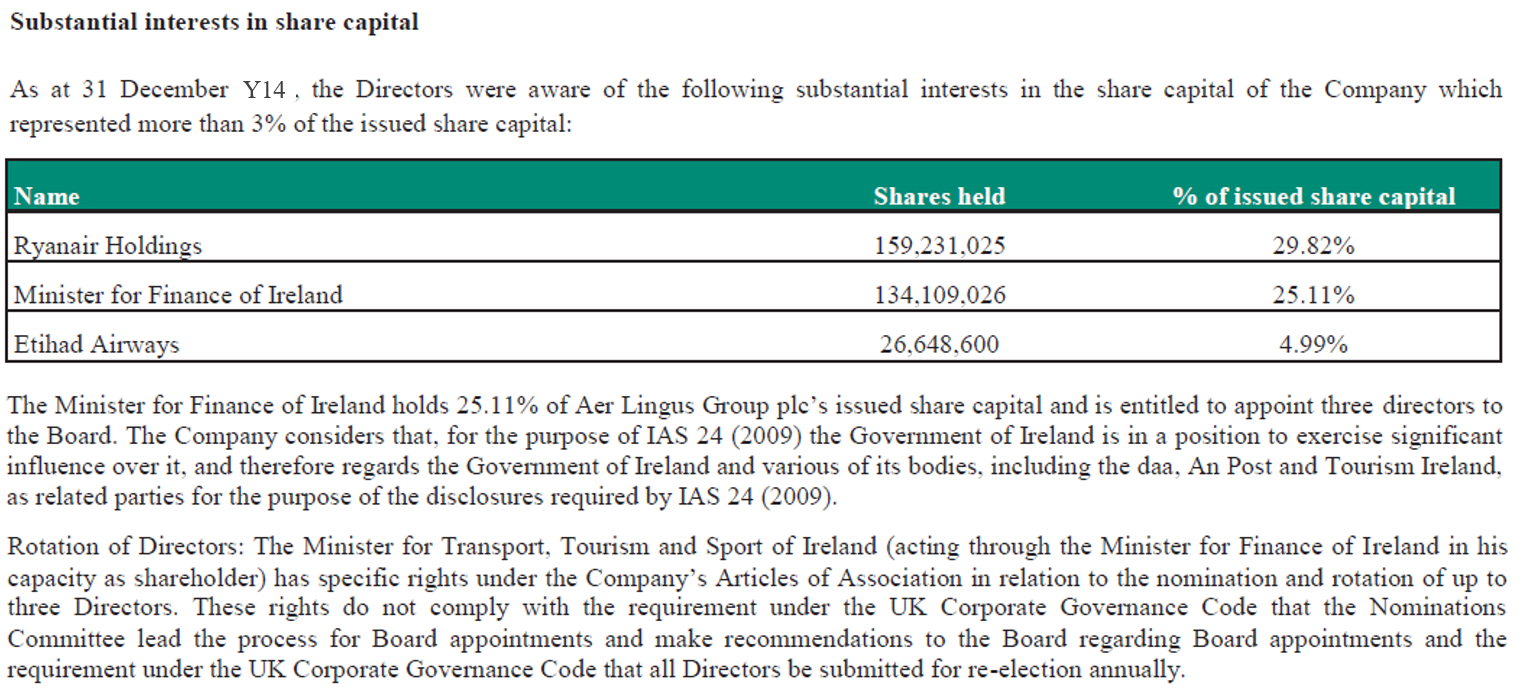 Substantial interests in share capital
As at 31 December Y14 , the Directors were aware of the following substantial interests in the share capital of the Company which
represented more than 3% of the issued share capital:
Name Shares held % of issued share capital
Ryanair Holdings 159,231,025 29.82%
Minister for Finance of Ireland 134,109,026 25.11%
Etihad Airways 26,648,600 4.99%
The Minister for Finance of Ireland holds 25.11% of Aer Lingus Group plc’s issued share capital and is entitled to appoint three directors to
the Board. The Company considers that, for the purpose of IAS 24 (2009) the Government of Ireland is in a position to exercise significant
influence over it, and therefore regards the Government of Ireland and various of its bodies, including the daa, An Post and Tourism Ireland,
as related parties for the purpose of the disclosures required by IAS 24 (2009).
Rotation of Directors: The Minister for Transport, Tourism and Sport of Ireland (acting through the Minister for Finance of Ireland in his
capacity as shareholder) has specific rights under the Company’s Articles of Association in relation to the nomination and rotation of up to
three Directors. These rights do not comply with the requirement under the UK Corporate Governance Code that the Nominations
Committee lead the process for Board appointments and make recommendations to the Board regarding Board appointments and the
requirement under the UK Corporate Governance Code that all Directors be submitted for re-election annually.